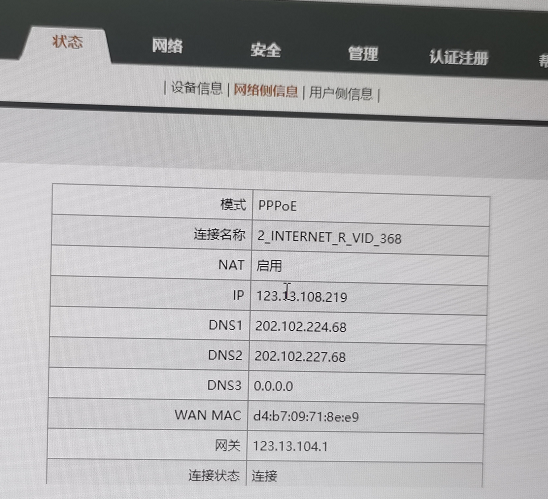 状态 网络 安全 管理 认证注册
| 设备信息 | 网络侧信息 | 用户侧信息 |
模式 PPPoE
连接名称 2_INTERNET_R_VID_368
NAT 启用
IP 123.13.108.219
DNS1 202.102.224.68
DNS2 202.102.227.68
DNS3 0.0.0.0
WAN MAC d4:b7:09:71:8e:e9
网关 123.13.104.1
连接状态 连接